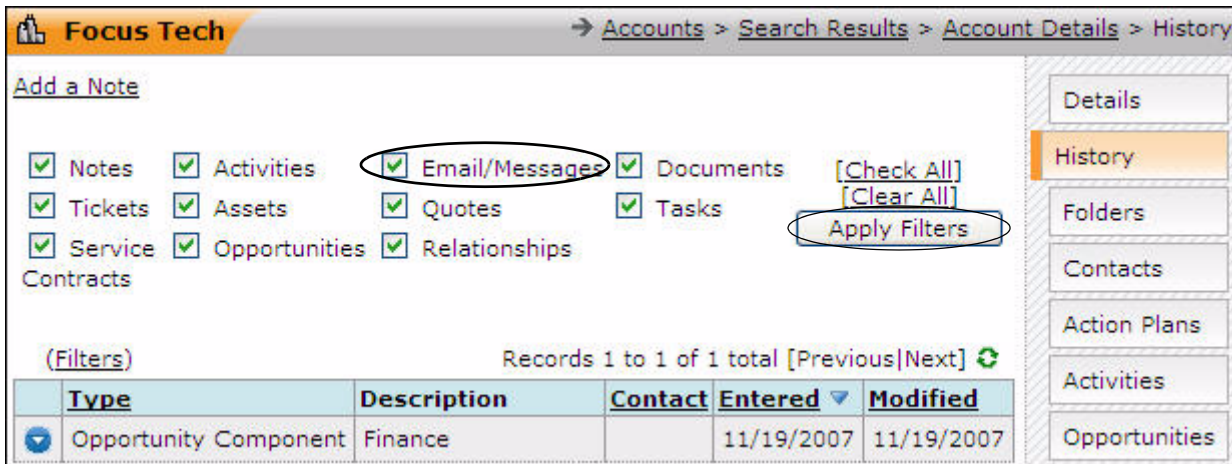 Focus Tech
→ Accounts > Search Results > Account Details > History
Add a Note
Notes Activities Email/Messages Documents [Check All]
[Clear All]
Tickets Assets Quotes Tasks
Apply Filters
Service Contracts Opportunities Relationships
(Filters) Records 1 to 1 of 1 total [Previous|Next]
Type Description Contact Entered Modified
Opportunity Component Finance 11/19/2007 11/19/2007
Details
History
Folders
Contacts
Action Plans
Activities
Opportunities